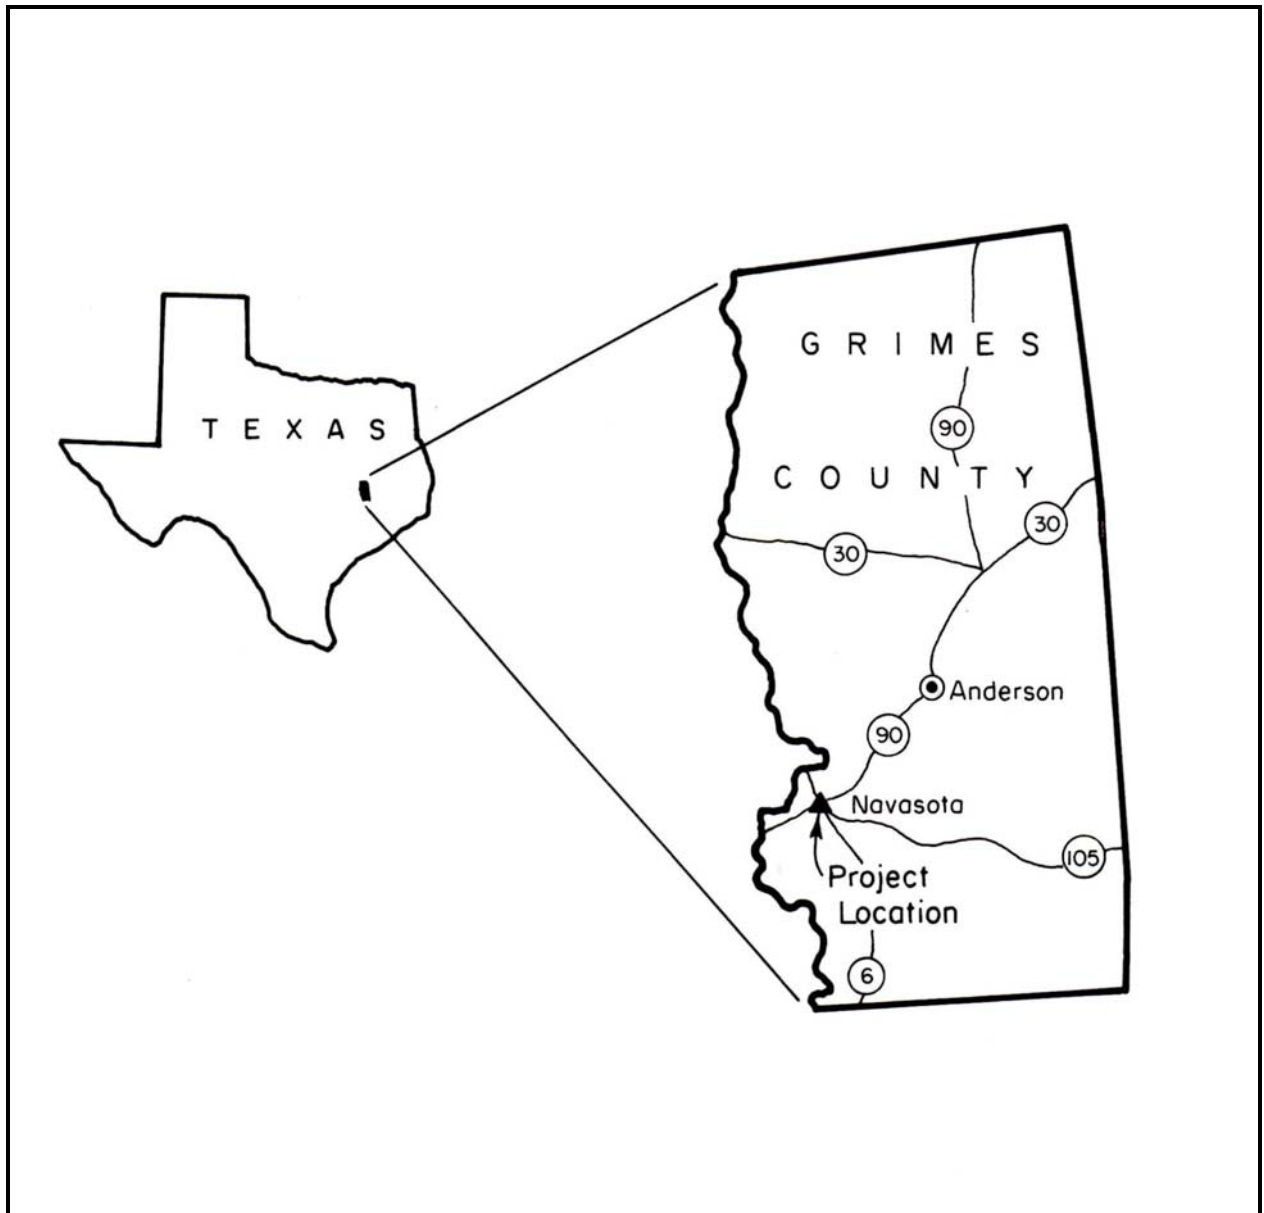 TEXAS
GRIMES
90
COUNTY
30
30
Anderson
90
Navasota
105
Project
Location
6